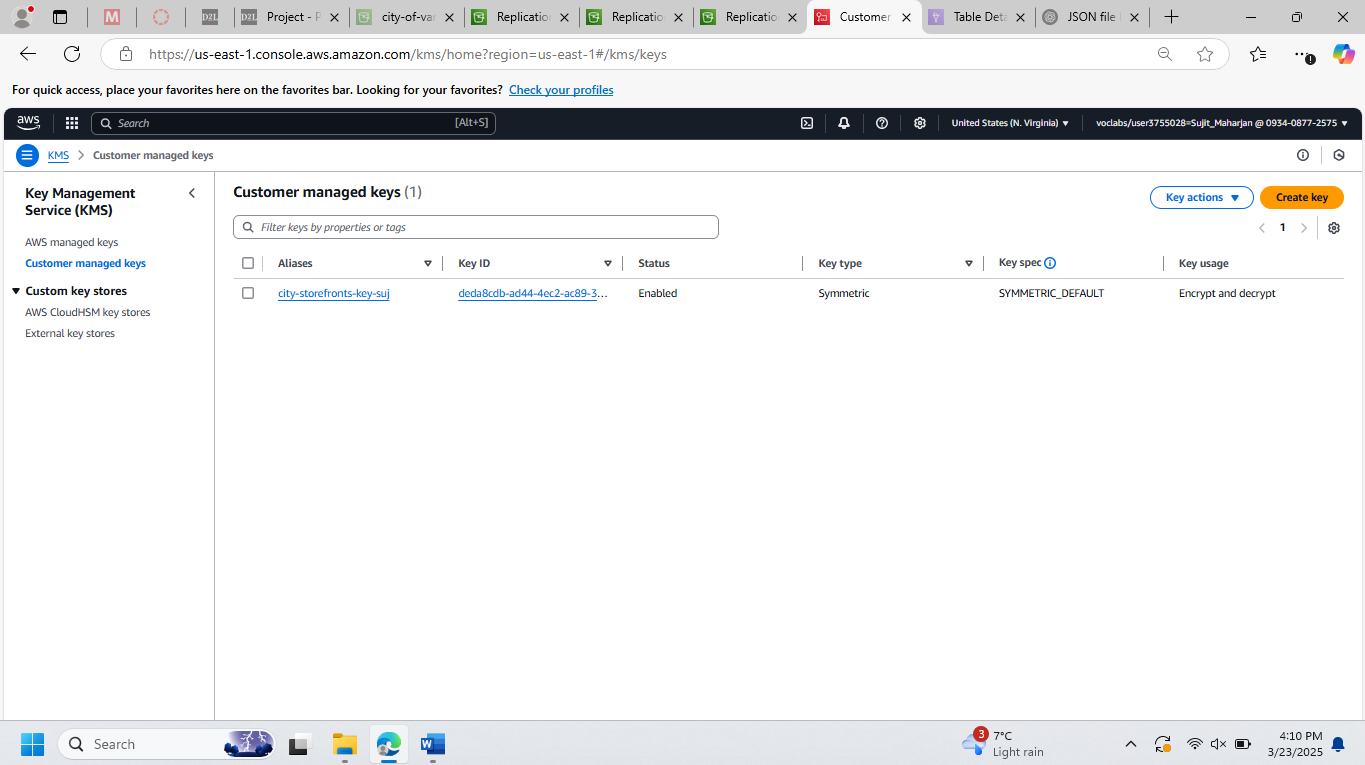 M
D2L
D2L Project - P
city-of-var
Replication
Replication
Replication
Customer
Table Deta
JSON file
https://us-east-1.console.aws.amazon.com/kms/home?region=us-east-1#/kms/keys
For quick access, place your favorites here on the favorites bar. Looking for your favorites? Check your profiles
aws
Search [Alt+S]
United States (N. Virginia) ▼
voclabs/user3755028=Sujit_Maharjan @ 0934-0877-2575 ▼
KMS > Customer managed keys
Key Management
Service (KMS)
AWS managed keys
Customer managed keys
Custom key stores
AWS CloudHSM key stores
External key stores
Customer managed keys (1)
Key actions ▼
Create key
Filter keys by properties or tags
1
Aliases Key ID Status Key type Key spec Key usage
city-storefronts-key-suj deda8cdb-ad44-4ec2-ac89-3... Enabled Symmetric SYMMETRIC_DEFAULT Encrypt and decrypt
Search
3
7°C
Light rain
4:10 PM
3/23/2025